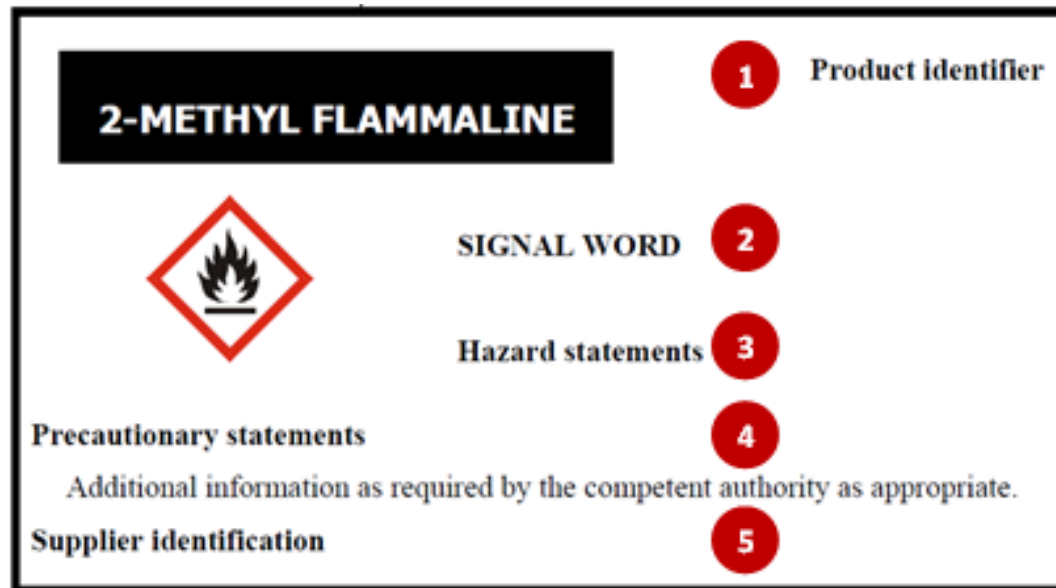 1 Product identifier
2-METHYL FLAMMALINE
SIGNAL WORD 2
Hazard statements 3
Precautionary statements 4
Additional information as required by the competent authority as appropriate.
Supplier identification 5